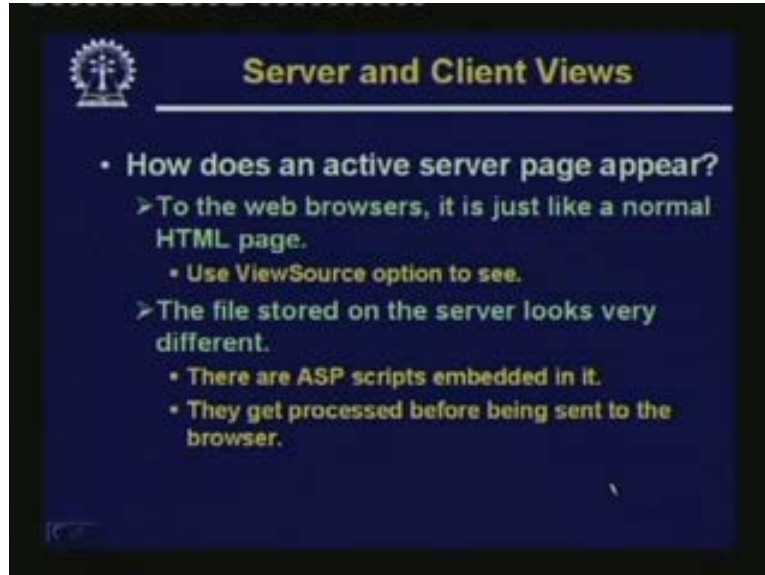 Server and Client Views
• How does an active server page appear?
➢To the web browsers, it is just like a normal
HTML page.
▪ Use ViewSource option to see.
➢The file stored on the server looks very
different.
▪ There are ASP scripts embedded in it.
▪ They get processed before being sent to the
browser.